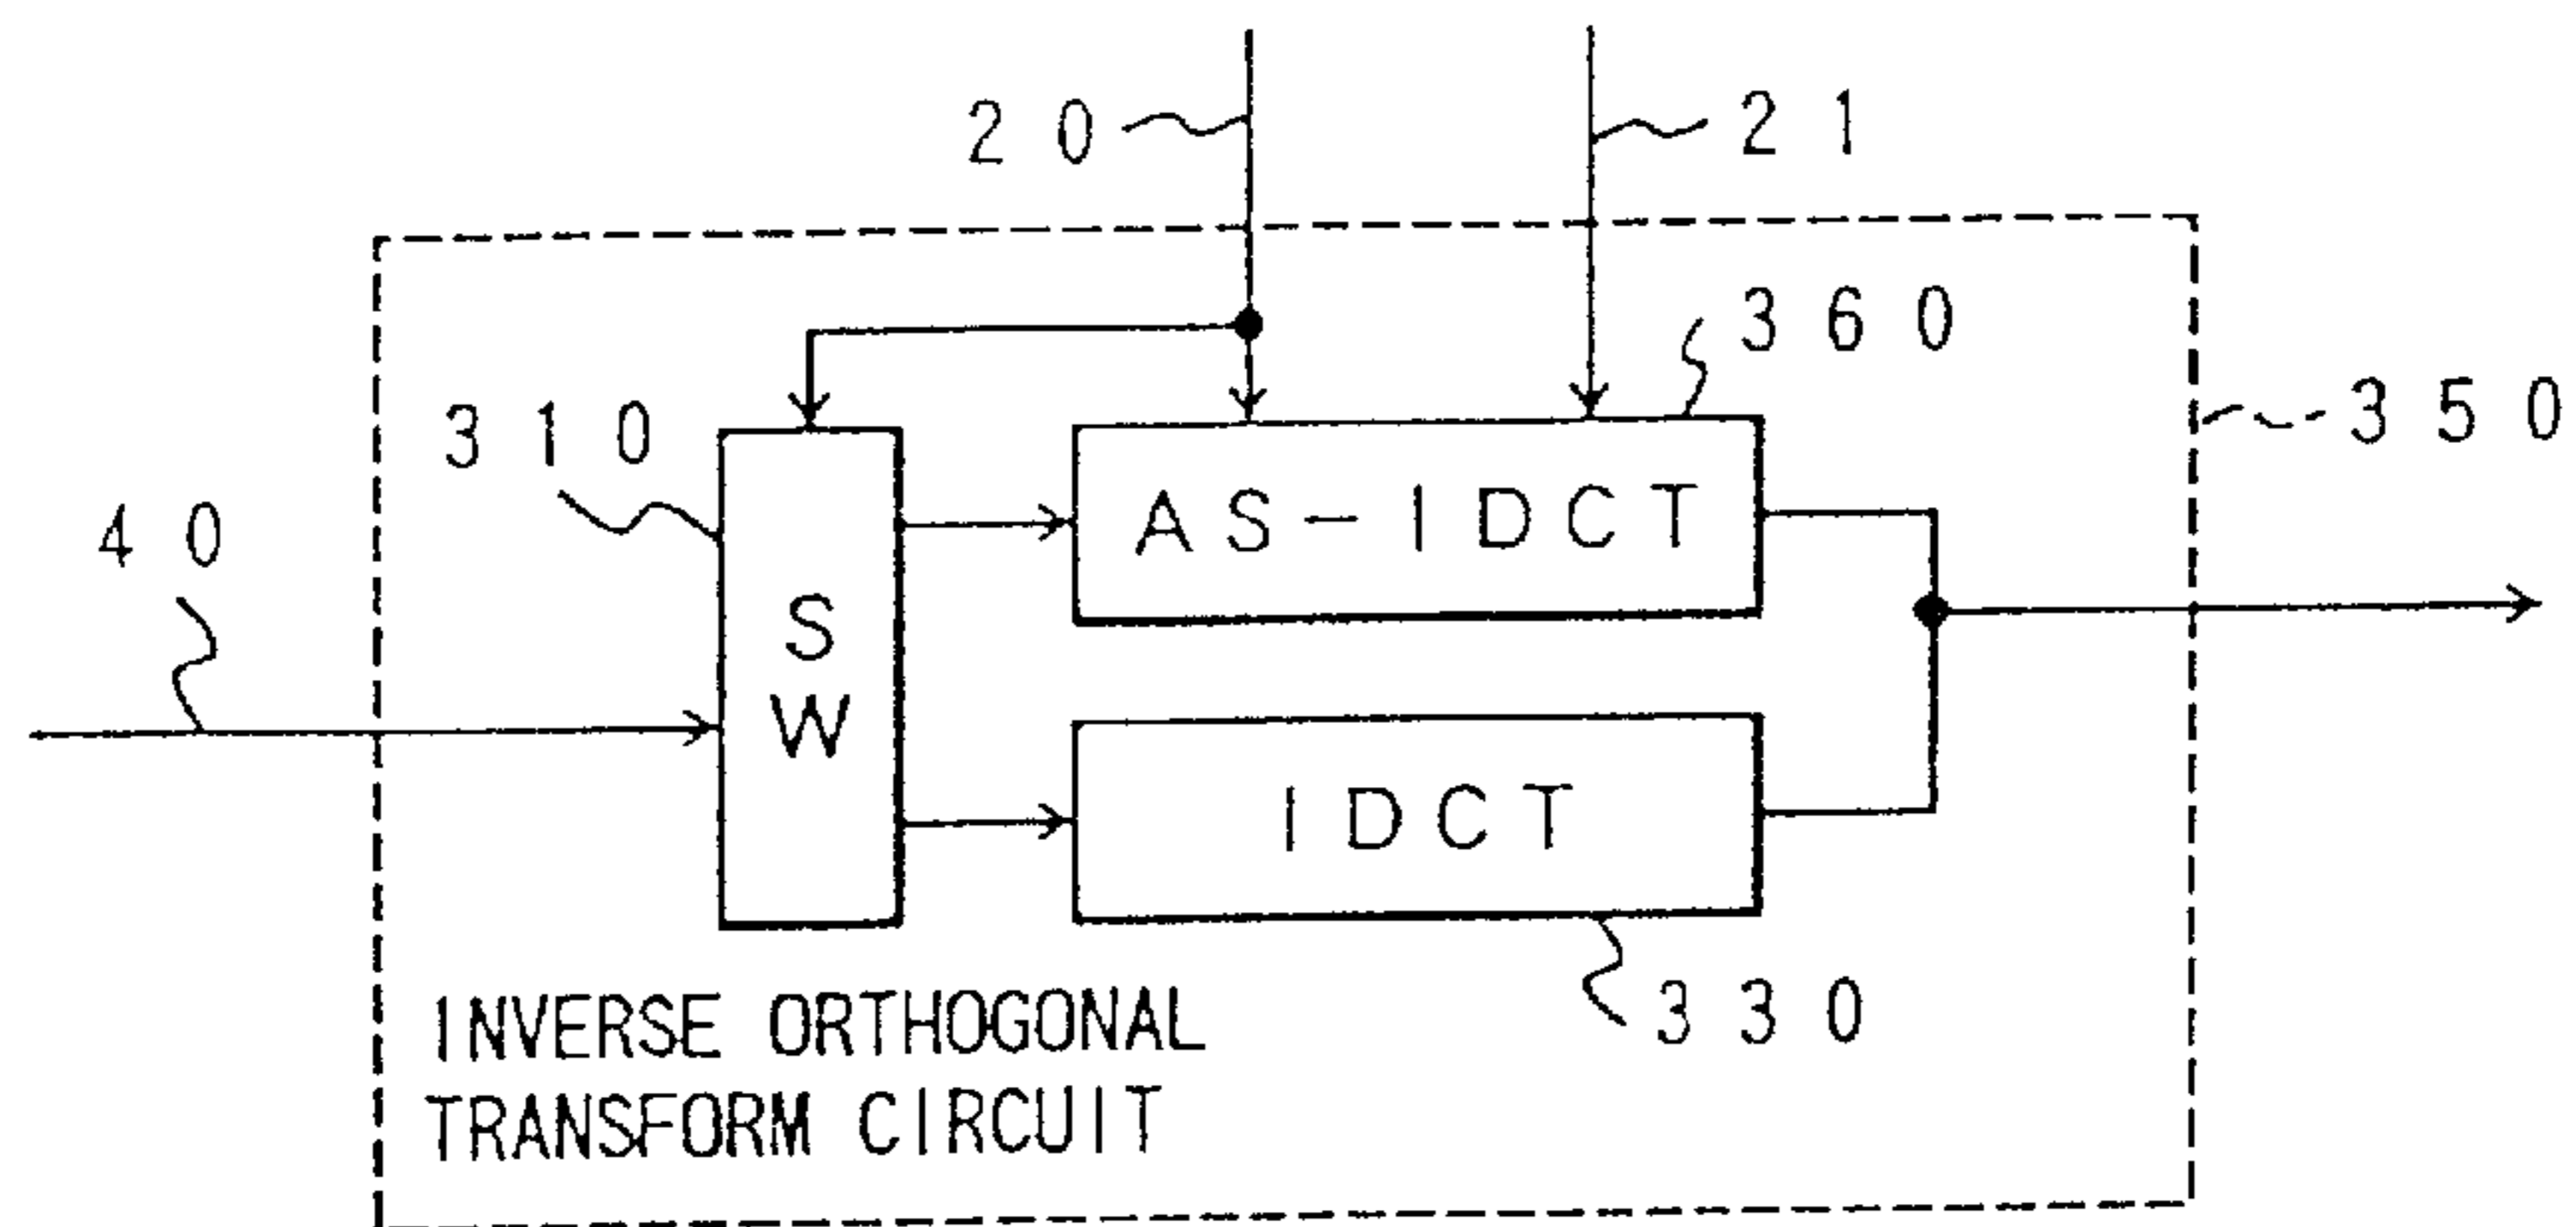 20
21
360
310
350
40
AS-IDCT
S
W
IDCT
330
INVERSE ORTHOGONAL
TRANSFORM CIRCUIT